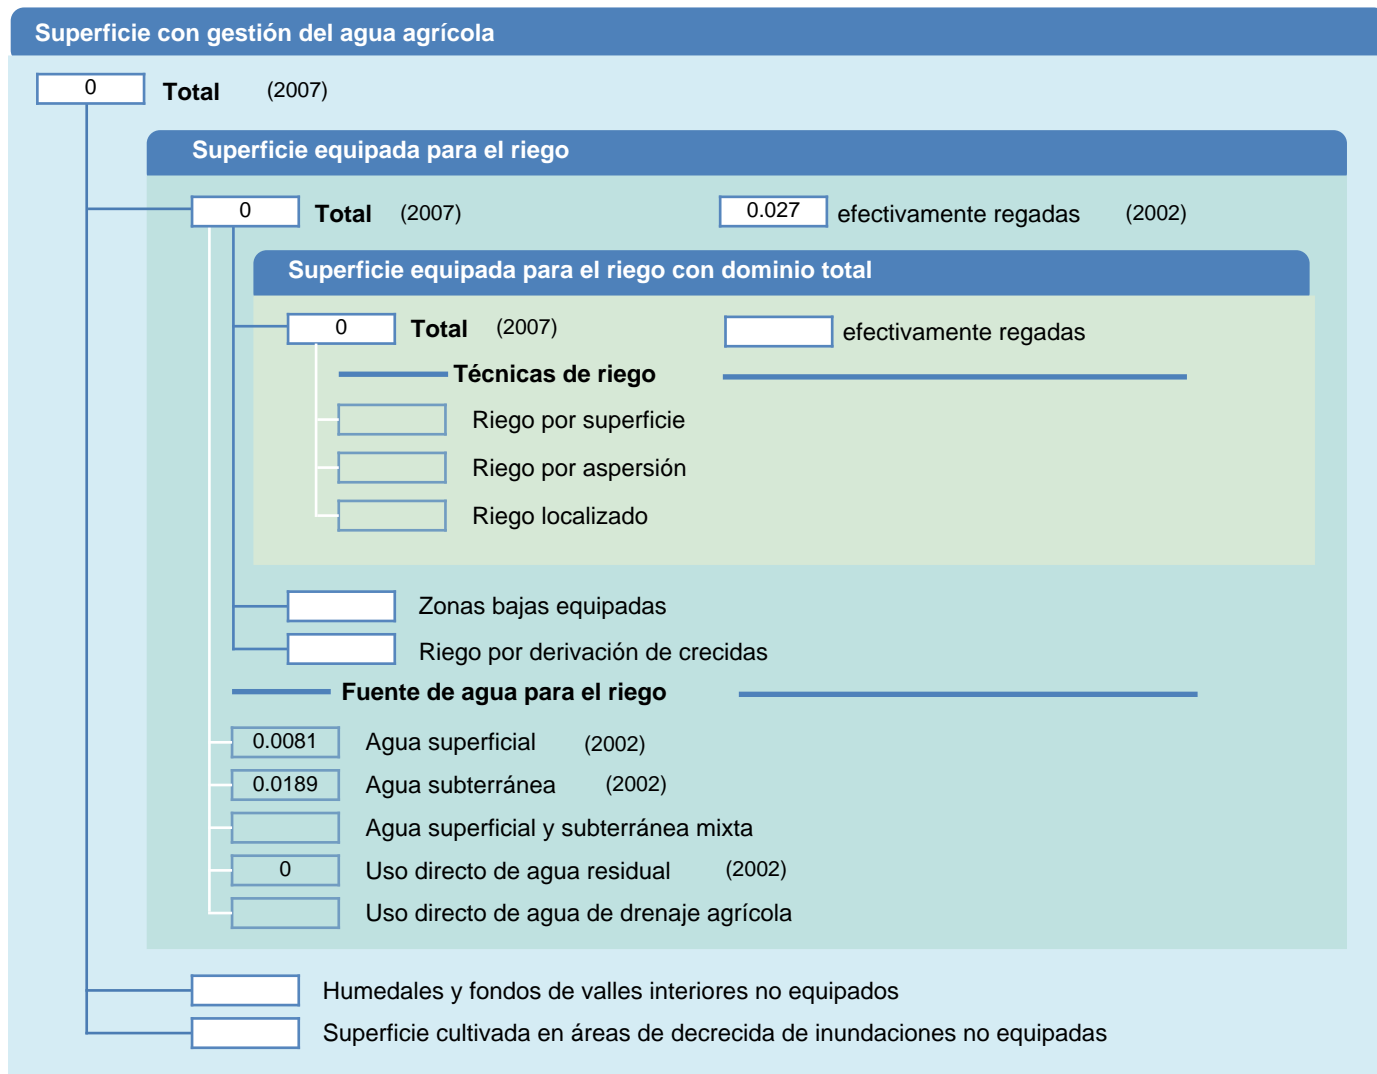 Superficie con gestión del agua agrícola
0 Total (2007)
Superficie equipada para el riego
0 Total (2007) 0.027 efectivamente regadas (2002)
Superficie equipada para el riego con dominio total
0 Total (2007) efectivamente regadas
Técnicas de riego
Riego por superficie
Riego por aspersión
Riego localizado
Zonas bajas equipadas
Riego por derivación de crecidas
Fuente de agua para el riego
0.0081 Agua superficial (2002)
0.0189 Agua subterránea (2002)
Agua superficial y subterránea mixta
0 Uso directo de agua residual (2002)
Uso directo de agua de drenaje agrícola
Humedales y fondos de valles interiores no equipados
Superficie cultivada en áreas de decrecida de inundaciones no equipadas